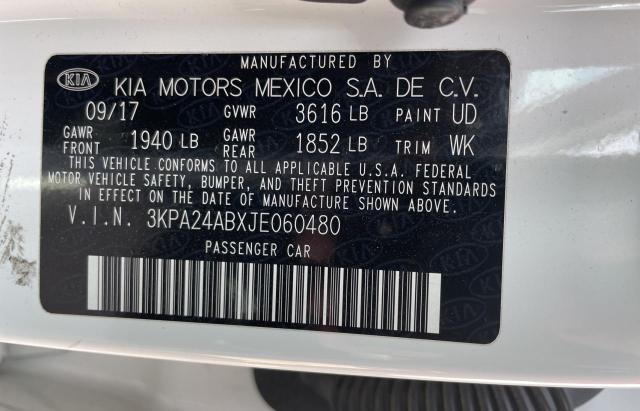 MANUFACTURED BY
KIA KIA MOTORS MEXICO S.A. DE C.V.
09/17 GVWR 3616 LB PAINT UD
GAWR FRONT 1940 LB GAWR REAR 1852 LB TRIM WK
THIS VEHICLE CONFORMS TO ALL APPLICABLE U.S.A. FEDERAL
MOTOR VEHICLE SAFETY, BUMPER, AND THEFT PREVENTION STANDARDS
IN EFFECT ON THE DATE OF MANUFACTURE SHOWN ABOVE.
V.I.N. 3KPA24ABXJE060480
PASSENGER CAR